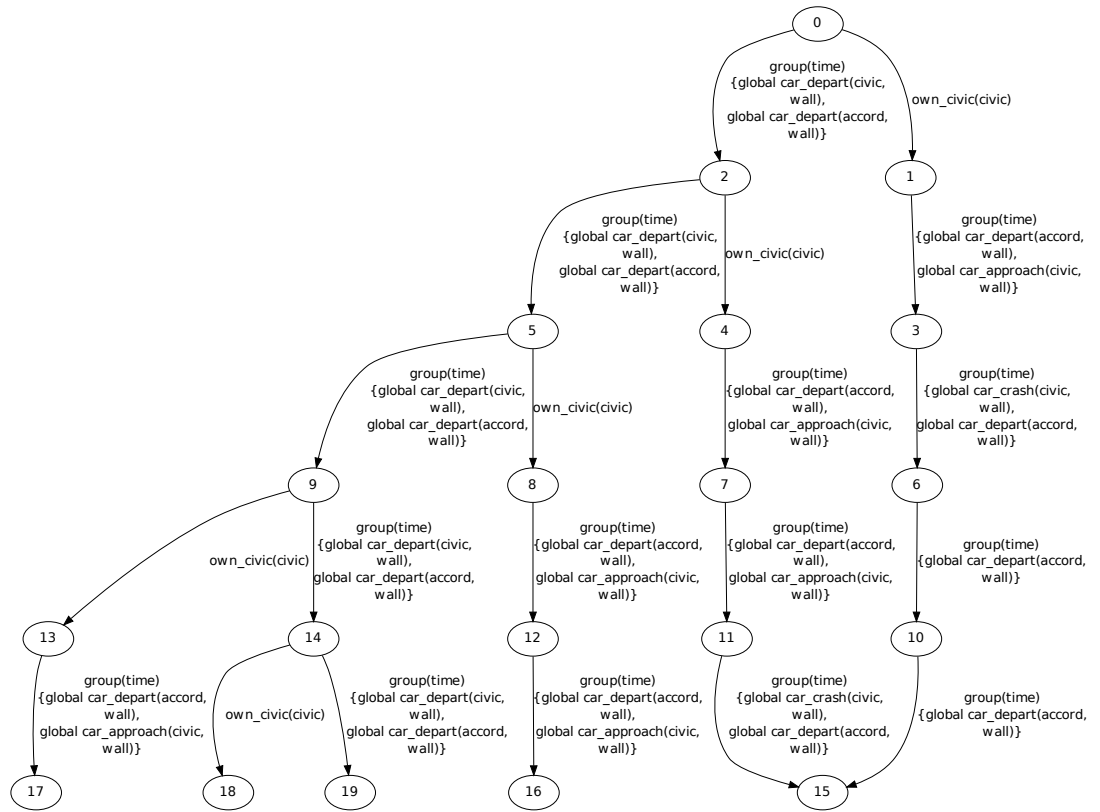 0
group(time)
{global car_depart(civic,
wall),
global car_depart(accord,
wall)}
own_civic(civic)
2
1
group(time)
{global car_depart(civic,
wall),
global car_depart(accord,
wall)}
own_civic(civic)
group(time)
{global car_depart(accord,
wall),
global car_approach(civic,
wall)}
5
4
3
group(time)
{global car_depart(civic,
wall),
global car_depart(accord,
wall)}
own_civic(civic)
group(time)
{global car_depart(accord,
wall),
global car_approach(civic,
wall)}
group(time)
{global car_crash(civic,
wall),
global car_depart(accord,
wall)}
9
8
7
6
own_civic(civic)
group(time)
{global car_depart(civic,
wall),
global car_depart(accord,
wall)}
group(time)
{global car_depart(accord,
wall),
global car_approach(civic,
wall)}
group(time)
{global car_depart(accord,
wall),
global car_approach(civic,
wall)}
group(time)
{global car_depart(accord,
wall)}
13
14
12
11
10
group(time)
{global car_depart(accord,
wall),
global car_approach(civic,
wall)}
own_civic(civic)
group(time)
{global car_depart(civic,
wall),
global car_depart(accord,
wall)}
group(time)
{global car_depart(accord,
wall),
global car_approach(civic,
wall)}
group(time)
{global car_crash(civic,
wall),
global car_depart(accord,
wall)}
group(time)
{global car_depart(accord,
wall)}
17
18
19
16
15